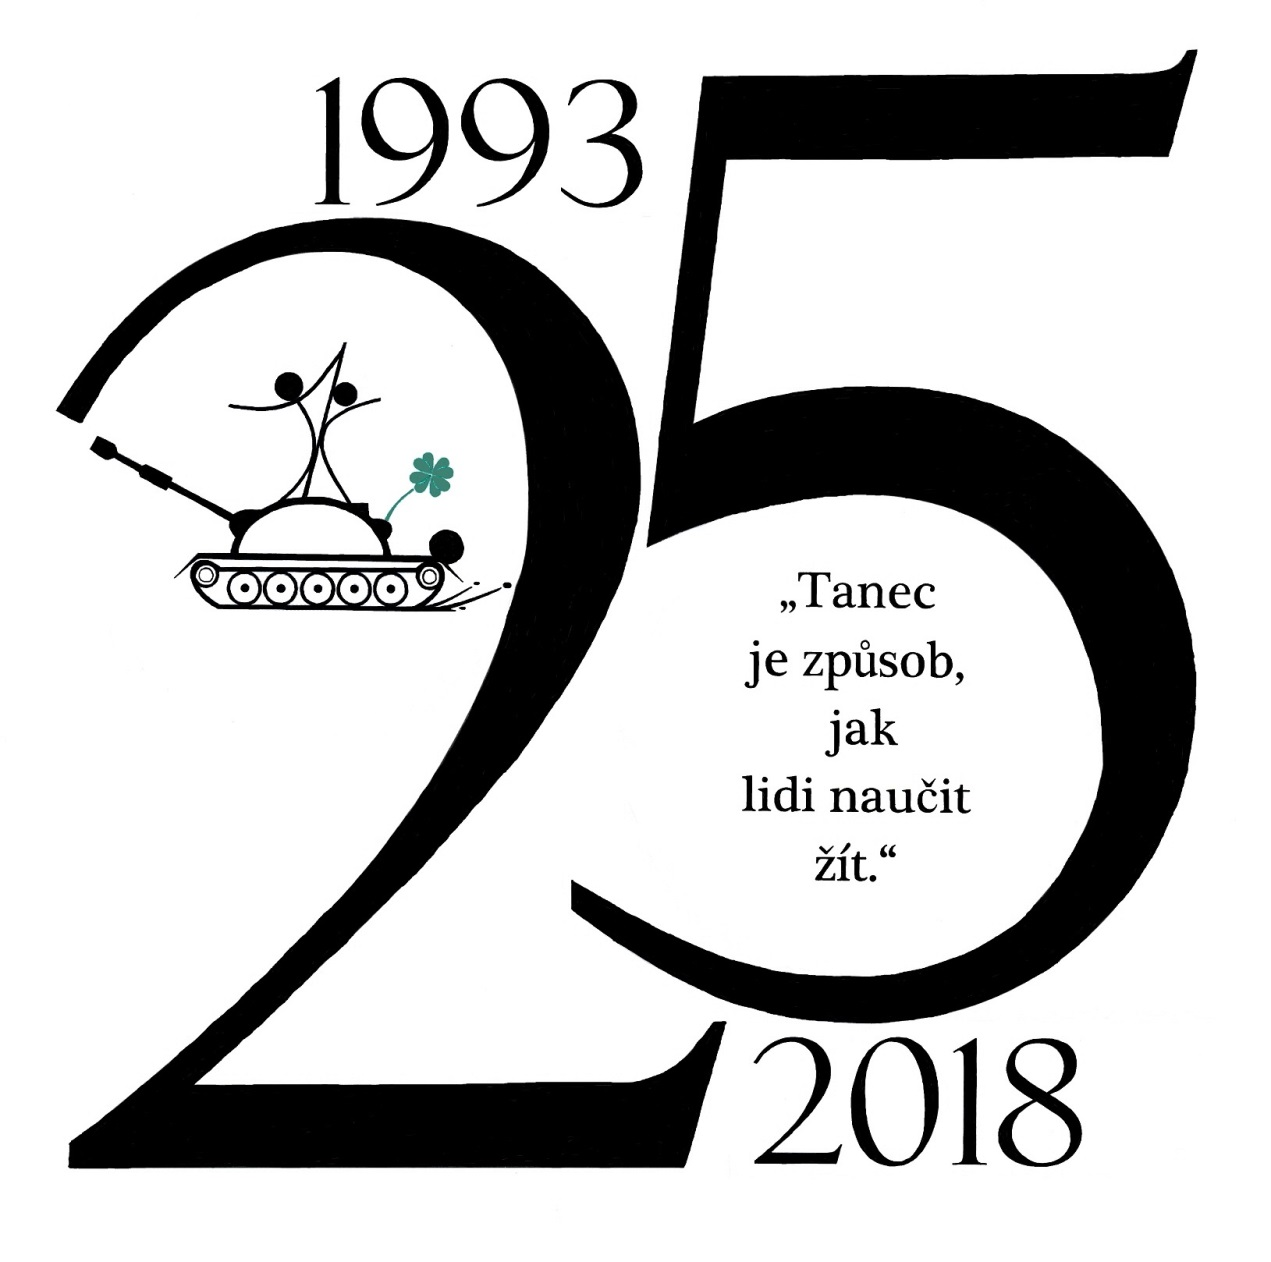 1993
25
„Tanec
je způsob,
jak
lidi naučit
žít.“
2018